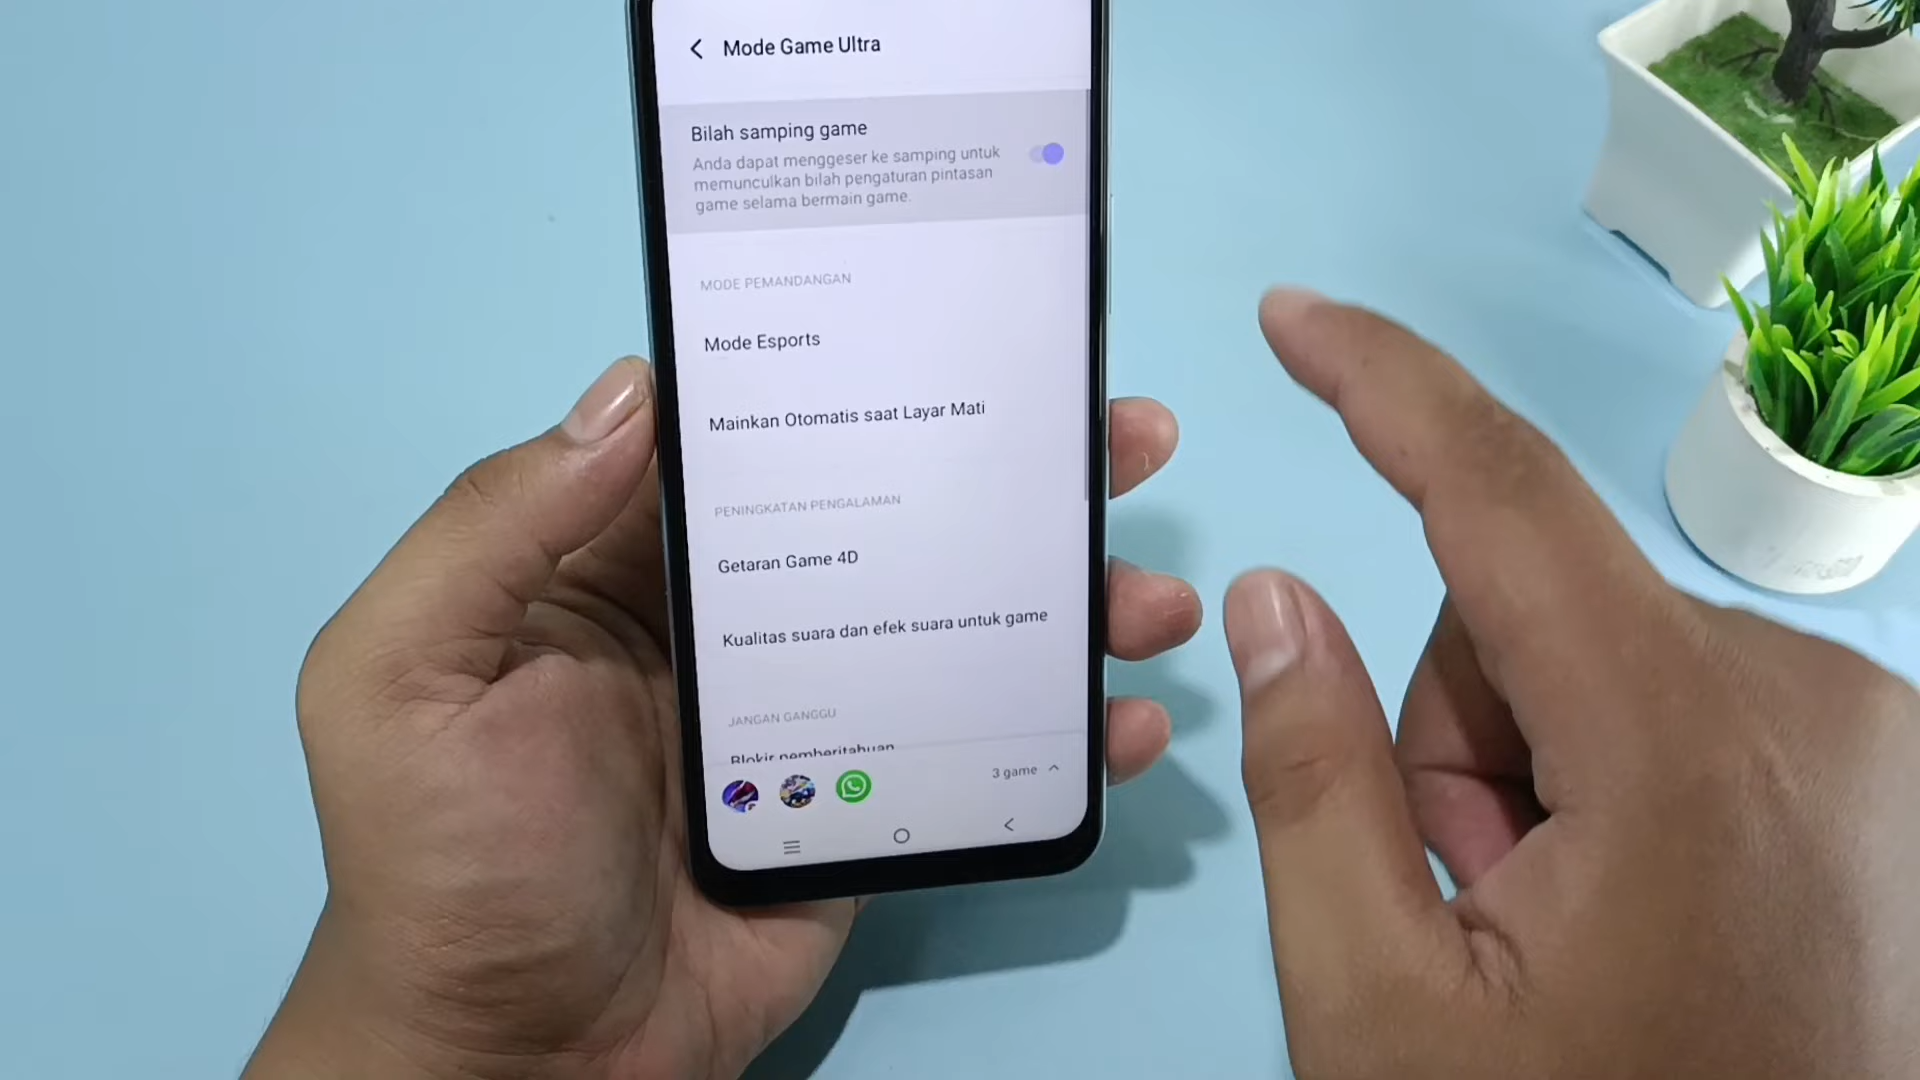 Mode Game Ultra
Bilah samping game
Anda dapat menggeser ke samping untuk
memunculkan bilah pengaturan pintasan
game selama bermain game.
MODE PEMANDANGAN
Mode Esports
Mainkan Otomatis saat Layar Mati
PENINGKATAN PENGALAMAN
Getaran Game 4D
Kualitas suara dan efek suara untuk game
JANGAN GANGGU
Blokir pemberitahuan
3 game